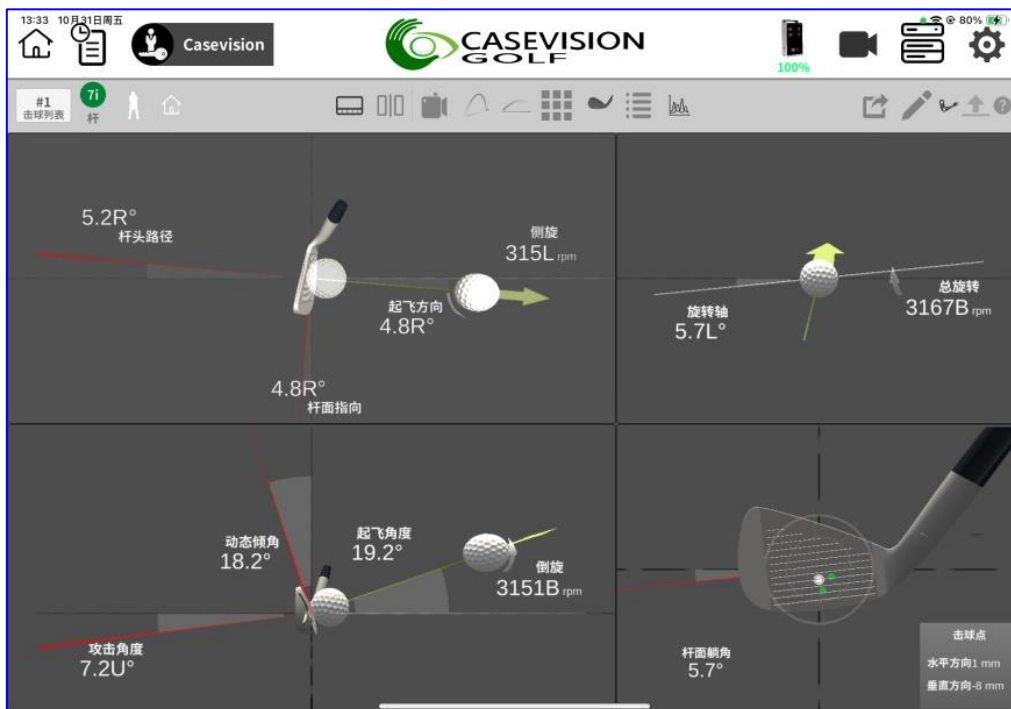 13:33 10月31日周五
80%
Casevision
CASEVISION
GOLF
100%
#1
击球列表
7i
杆
5.2R°
杆头路径
侧旋
315L rpm
起飞方向
4.8R°
4.8R°
杆面指向
旋转轴
5.7L°
总旋转
3167B rpm
动态倾角
18.2°
起飞角度
19.2°
倒旋
3151B rpm
攻击角度
7.2U°
杆面躺角
5.7°
击球点
水平方向1 mm
垂直方向-8 mm